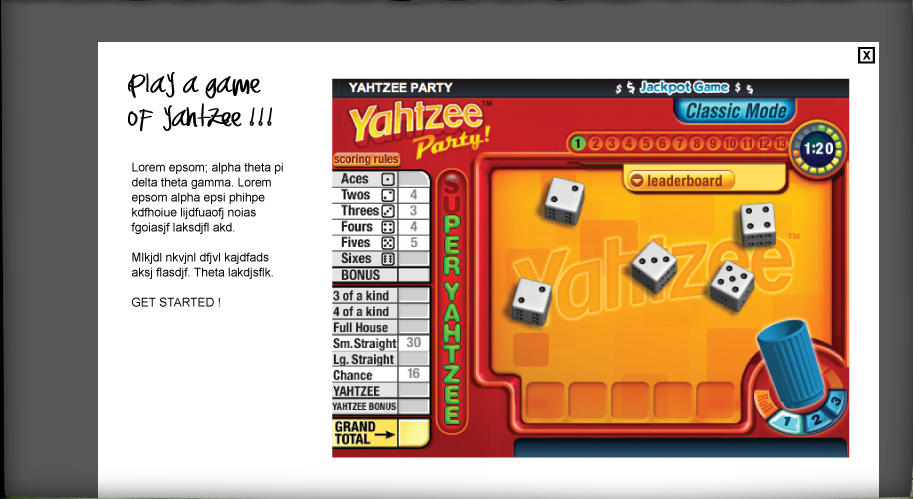 X
Play a game
of Yahtzee !!!
Lorem epsom; alpha theta pi
delta theta gamma. Lorem
epsom alpha epsi phihpe
kdfhoiue lijdfuaofj noias
fgoiasjf laksdjfl akd.
Mlkjdl nkvjnl dfjvl kajdfads
aksj flasdjf. Theta lakdjsflk.
GET STARTED !
YAHTZEE PARTY
$ $ Jackpot Game $ $
Classic Mode
Yahtzee™
Party!
1 2 3 4 5 6 7 8 9 10 11 12 13
1:20
scoring rules
leaderboard
Aces
Twos 4
Threes 3
Fours 4
Fives 5
Sixes
BONUS
3 of a kind
4 of a kind
Full House
Sm. Straight 30
Lg. Straight
Chance 16
YAHTZEE
YAHTZEE BONUS
GRAND
TOTAL
SUPER YAHTZEE
Yahtzee™
Roll 1 2 3